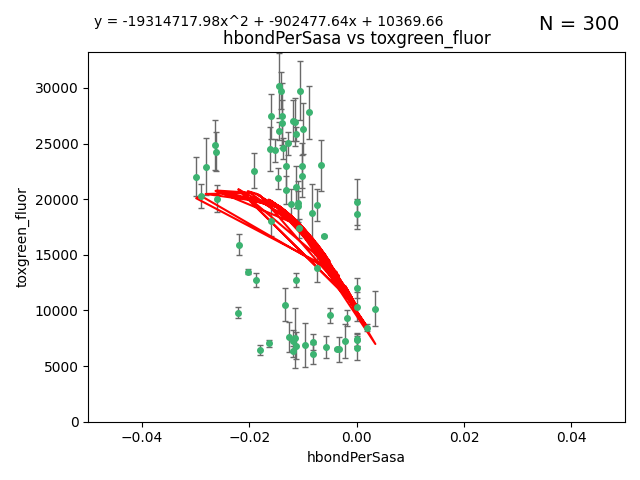 y = -19314717.98x^2 + -902477.64x + 10369.66
N = 300
hbondPerSasa vs toxgreen_fluor
30000
25000
20000
15000
10000
5000
0
toxgreen_fluor
−0.04
−0.02
0.00
0.02
0.04
hbondPerSasa